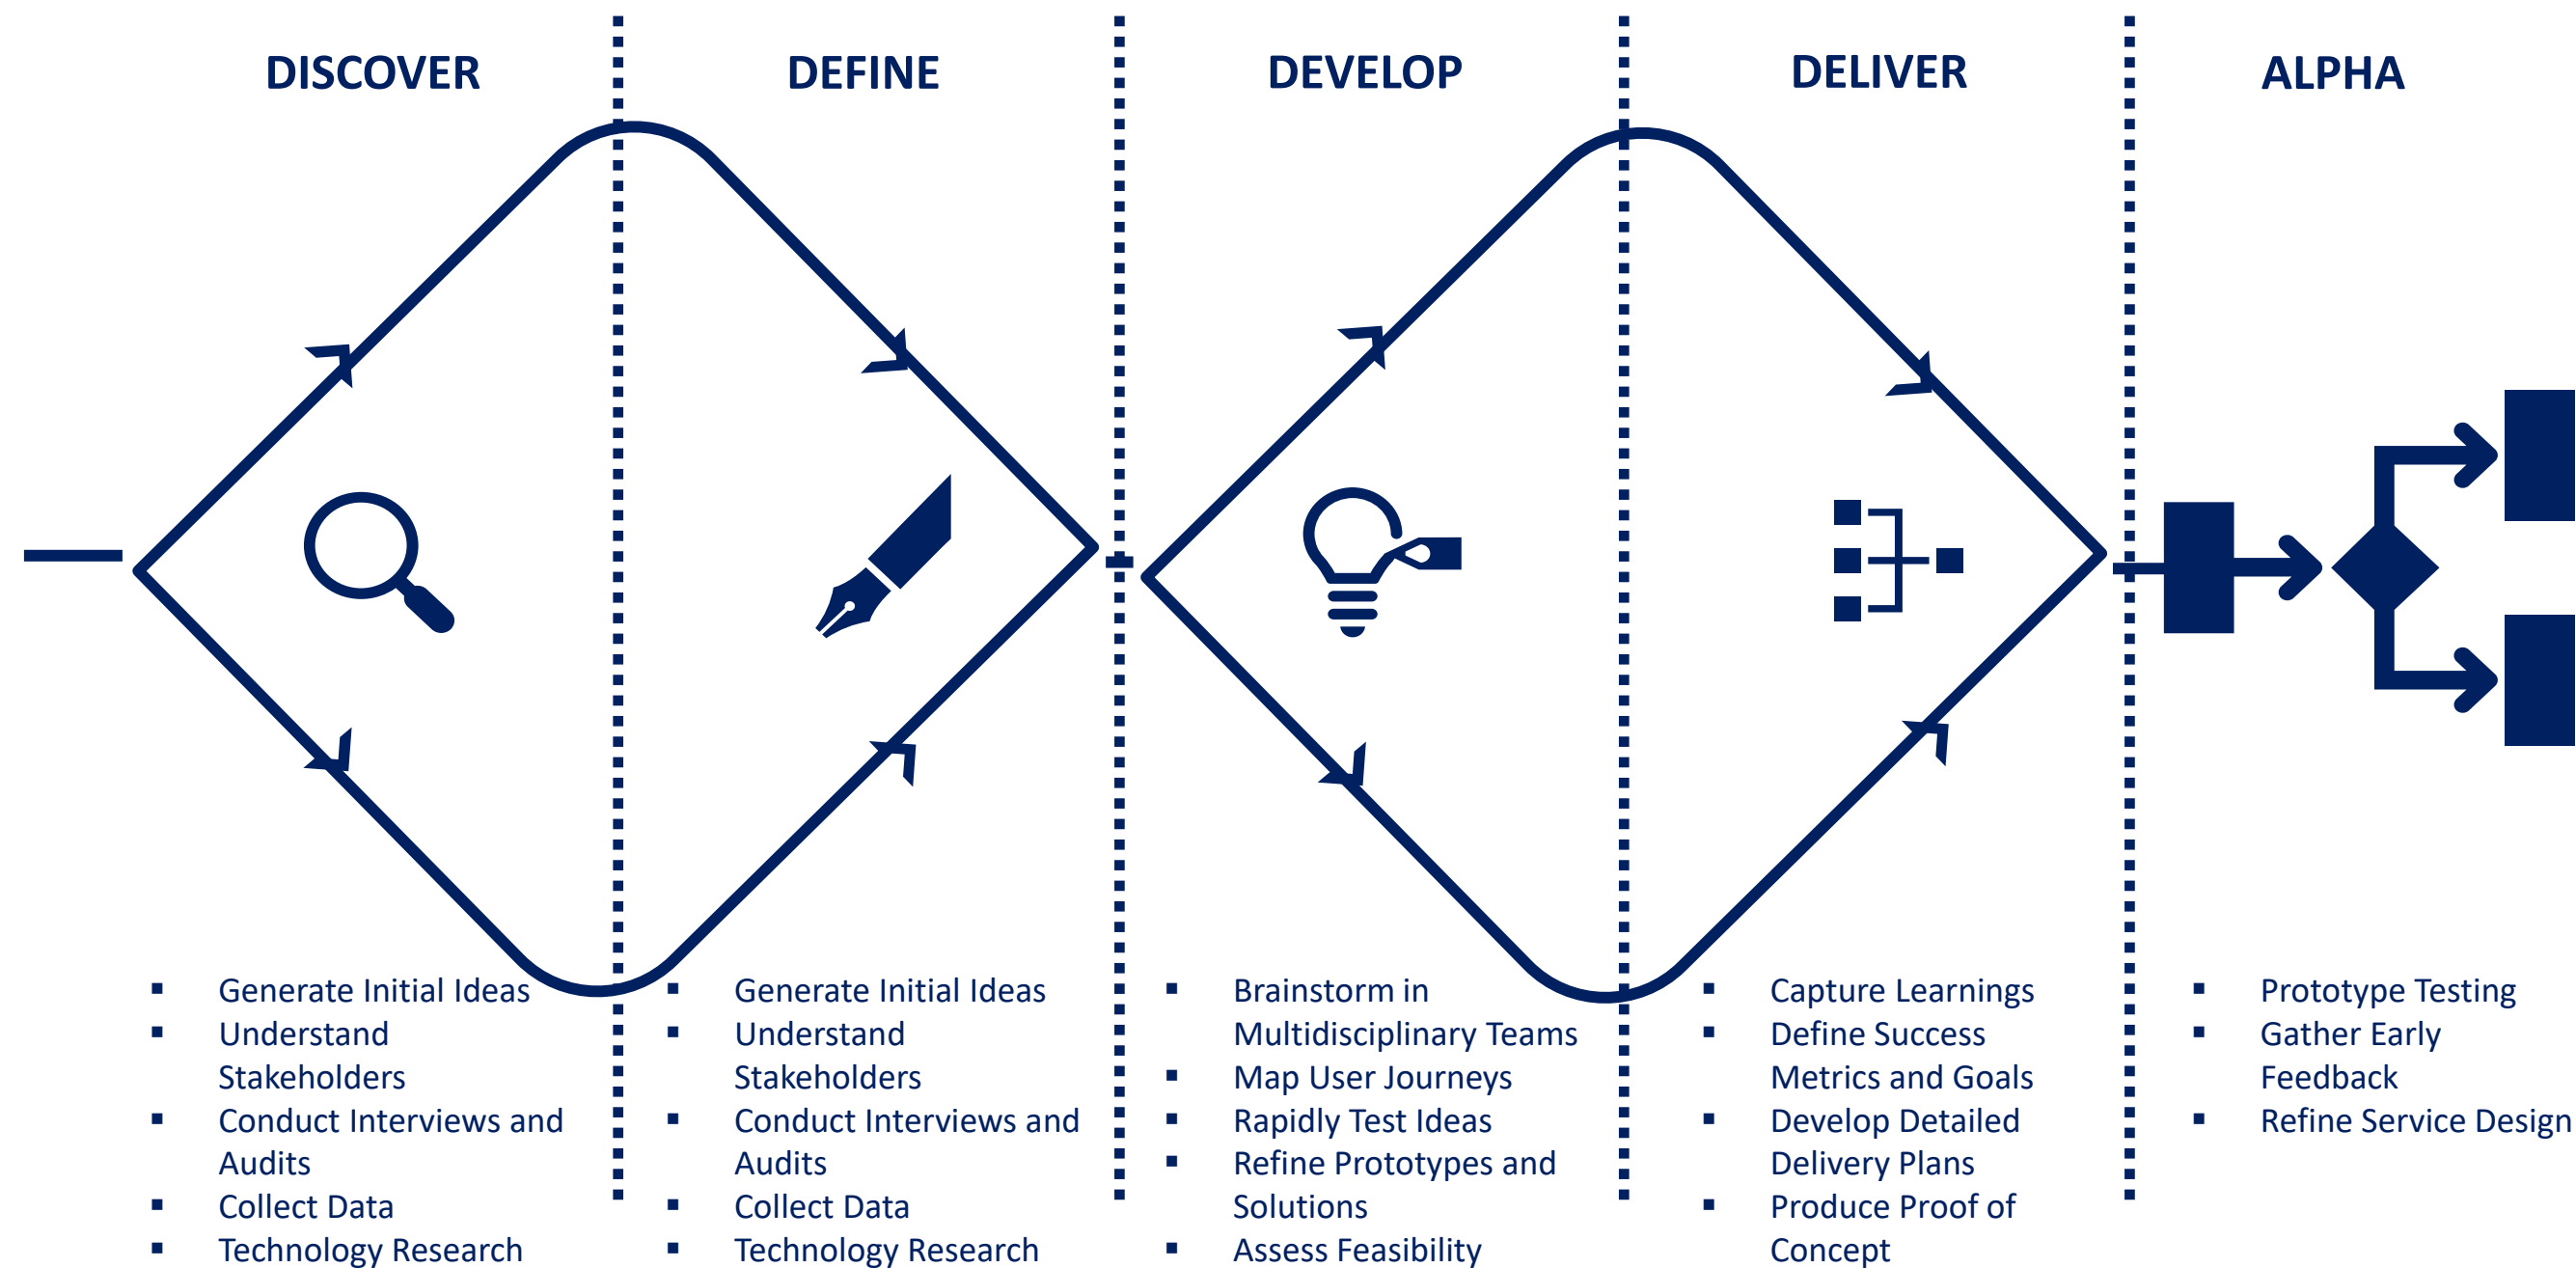 DISCOVER
DEFINE
DEVELOP
DELIVER
ALPHA
▪ Generate Initial Ideas
▪ Understand
Stakeholders
▪ Conduct Interviews and
Audits
▪ Collect Data
▪ Technology Research
▪ Generate Initial Ideas
▪ Understand
Stakeholders
▪ Conduct Interviews and
Audits
▪ Collect Data
▪ Technology Research
▪ Brainstorm in
Multidisciplinary Teams
▪ Map User Journeys
▪ Rapidly Test Ideas
▪ Refine Prototypes and
Solutions
▪ Assess Feasibility
▪ Capture Learnings
▪ Define Success
Metrics and Goals
▪ Develop Detailed
Delivery Plans
▪ Produce Proof of
Concept
▪ Prototype Testing
▪ Gather Early
Feedback
▪ Refine Service Design